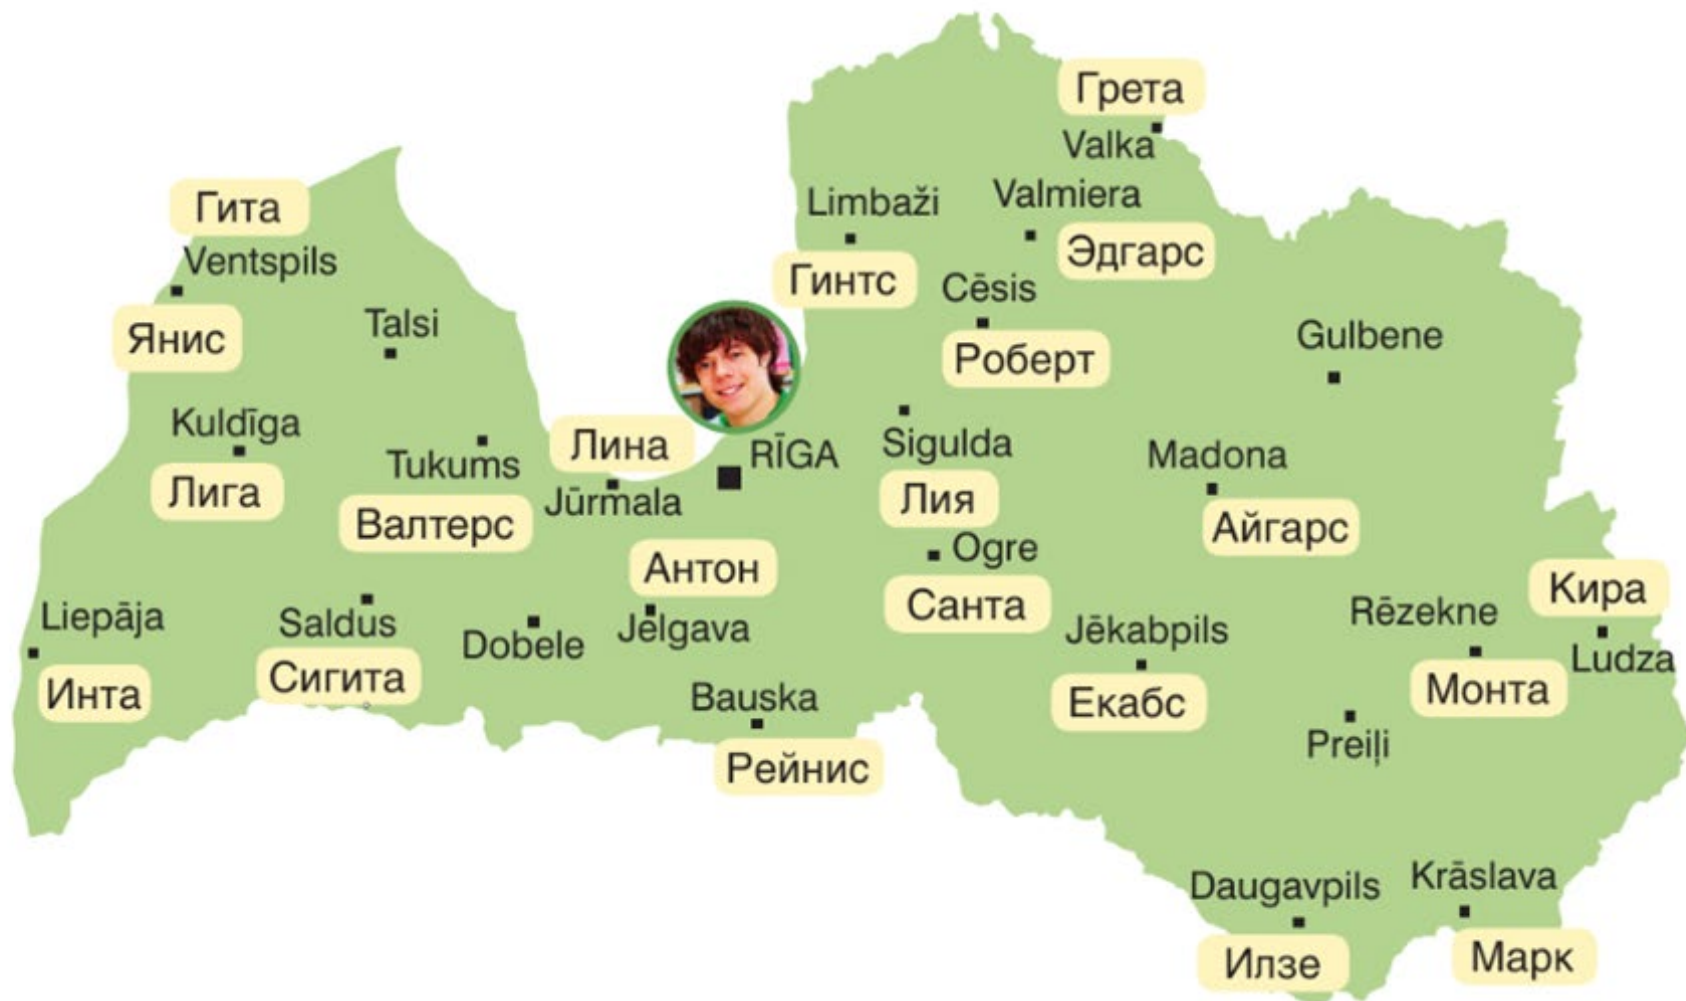 Грета
Valka
Гита
Ventspils
Янис
Limbaži
Гинтс
Valmiera
Эдгарс
Talsi
Cēsis
Роберт
Gulbene
Kuldīga
Лига
Tukums
Валтерс
Лина
Jūrmala
RĪGA
Sigulda
Лия
Madona
Айгарс
Антон
Jelgava
Ogre
Санта
Кира
Ludza
Liepāja
Инта
Saldus
Сигита
Dobele
Jēkabpils
Екабс
Rēzekne
Монта
Bauska
Рейнис
Preiļi
Daugavpils
Илзе
Krāslava
Марк